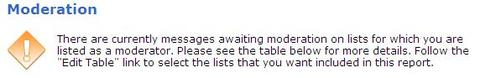 Moderation
There are currently messages awaiting moderation on lists for which you are
listed as a moderator. Please see the table below for more details. Follow the
"Edit Table" link to select the lists that you want included in this report.